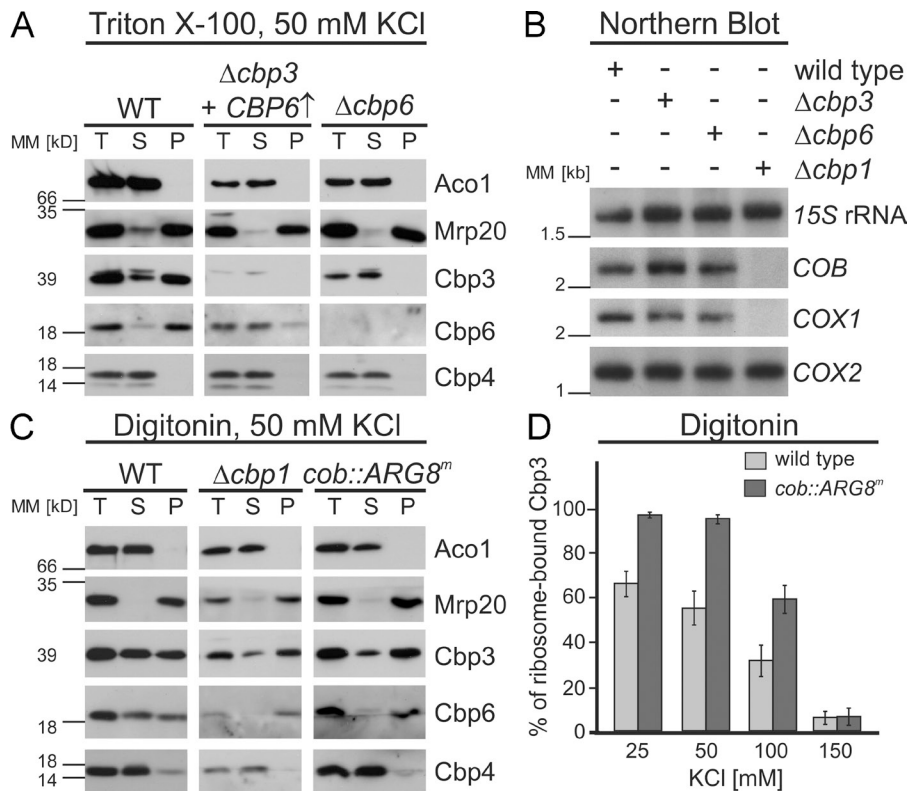 A
Triton X-100, 50 mM KCl
Δcbp3
WT + CBP6↑ Δcbp6
MM [kD] T S P T S P T S P
66 Aco1
35 Mrp20
39 Cbp3
18 Cbp6
18
14 Cbp4
B
Northern Blot
+ - - - wild type
- + - - Δcbp3
- - + - Δcbp6
MM [kb] - - - + Δcbp1
1.5 15S rRNA
2 COB
2 COX1
1 COX2
C
Digitonin, 50 mM KCl
WT Δcbp1 cob::ARG8ᵐ
MM [kD] T S P T S P T S P
66 Aco1
35 Mrp20
39 Cbp3
18 Cbp6
18
14 Cbp4
D
Digitonin
wild type
cob::ARG8ᵐ
% of ribosome-bound Cbp3
100
80
60
40
20
0
25 50 100 150
KCl [mM]